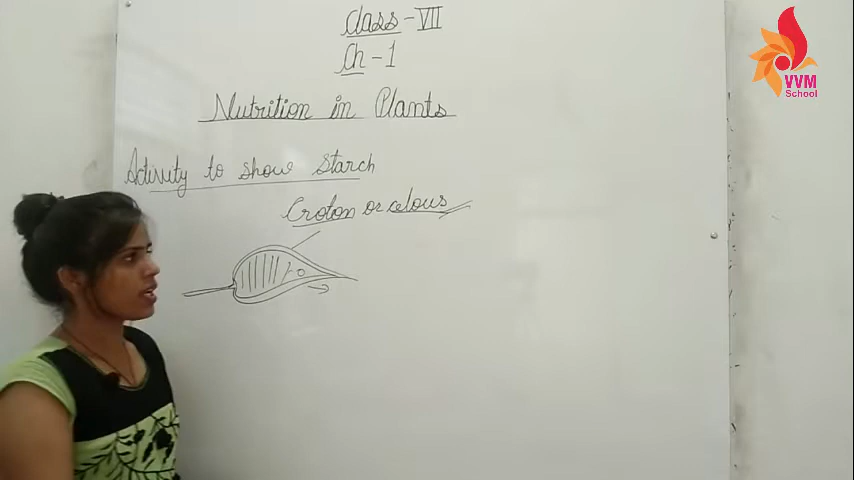 Class - VII
Ch - 1
Nutrition in Plants
Activity to show Starch
Croton or celous
VVM
School